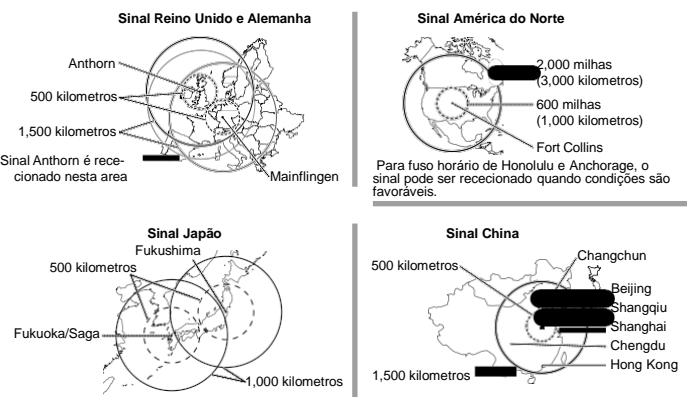 Sinal Reino Unido e Alemanha
Anthorn
500 kilometros
1,500 kilometros
Sinal Anthorn é rece-
cionado nesta area
Mainflingen
Sinal América do Norte
2,000 milhas
(3,000 kilometros)
600 milhas
(1,000 kilometros)
Fort Collins
Para fuso horário de Honolulu e Anchorage, o
sinal pode ser rececionado quando condições são
favoráveis.
Sinal Japão
Fukushima
500 kilometros
Fukuoka/Saga
1,000 kilometros
Sinal China
Changchun
500 kilometros
Beijing
Shangqiu
Shanghai
Chengdu
Hong Kong
1,500 kilometros